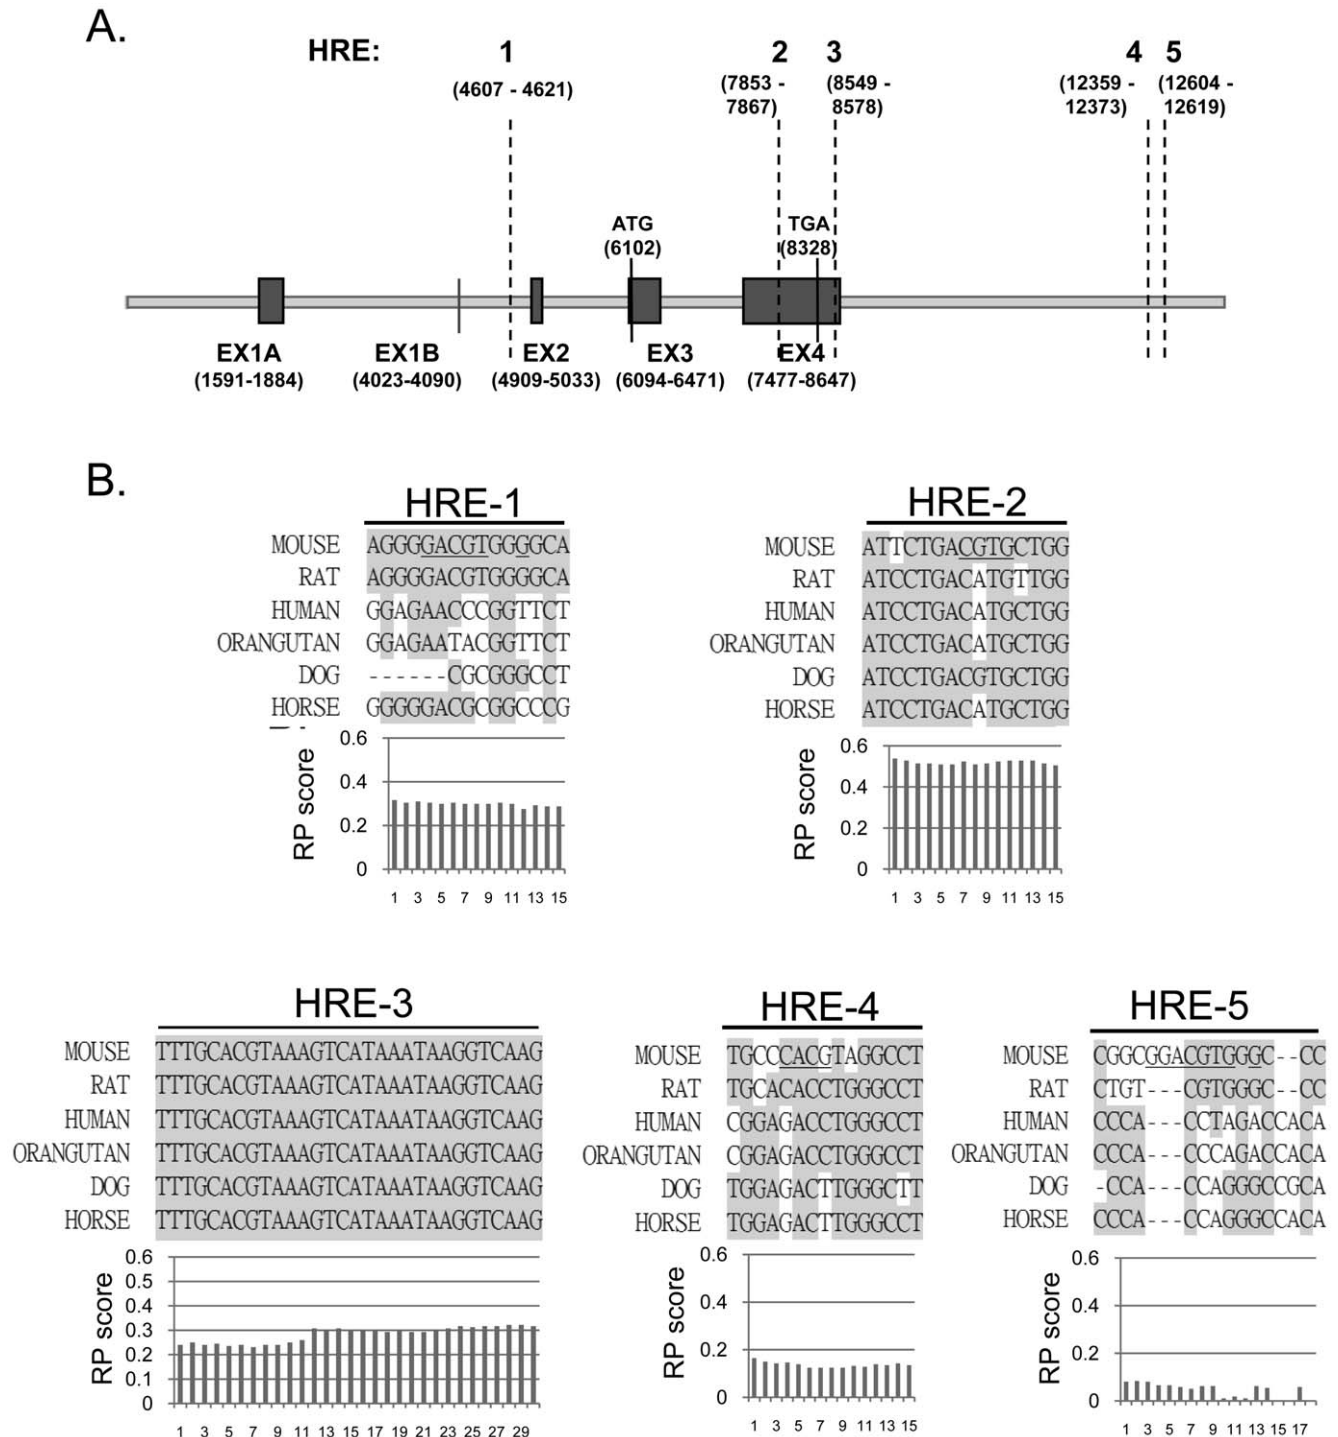 A.
HRE: 1 2 3 4 5
(4607 - 4621) (7853 - 7867) (8549 - 8578) (12359 - 12373) (12604 - 12619)
ATG TGA
(6102) (8328)
EX1A EX1B EX2 EX3 EX4
(1591-1884) (4023-4090) (4909-5033) (6094-6471) (7477-8647)
B.
HRE-1
MOUSE AGGGGACGTGGGGCA
RAT AGGGGACGTGGGGCA
HUMAN GGAGAACCCGGTTCT
ORANGUTAN GGAGAATACGGTTCT
DOG ------CGCGGGCCT
HORSE GGGGGACGCGGCCCG
RP score
0.6
0.4
0.2
0
1 3 5 7 9 11 13 15
HRE-2
MOUSE ATTCTGACGTGCTGG
RAT ATCCTGACATGTTGG
HUMAN ATCCTGACATGCTGG
ORANGUTAN ATCCTGACATGCTGG
DOG ATCCTGACGTGCTGG
HORSE ATCCTGACATGCTGG
RP score
0.6
0.4
0.2
0
1 3 5 7 9 11 13 15
HRE-3
MOUSE TTTGCACGTAAAGTCATAAATAAGGTCAAG
RAT TTTGCACGTAAAGTCATAAATAAGGTCAAG
HUMAN TTTGCACGTAAAGTCATAAATAAGGTCAAG
ORANGUTAN TTTGCACGTAAAGTCATAAATAAGGTCAAG
DOG TTTGCACGTAAAGTCATAAATAAGGTCAAG
HORSE TTTGCACGTAAAGTCATAAATAAGGTCAAG
RP score
0.6
0.5
0.4
0.3
0.2
0.1
0
1 3 5 7 9 11 13 15 17 19 21 23 25 27 29
HRE-4
MOUSE TGCCCACGTAGGCCT
RAT TGCACACCTGGGCCT
HUMAN CGGAGACCTGGGCCT
ORANGUTAN CGGAGACCTGGGCCT
DOG TGGAGACTTGGGCTT
HORSE TGGAGACTTGGGCCT
RP score
0.6
0.4
0.2
0
1 3 5 7 9 11 13 15
HRE-5
MOUSE CGGCGGACGTGGGC--CC
RAT CTGT---CGTGGGC--CC
HUMAN CCCA---CCTAGACCACA
ORANGUTAN CCCA---CCCAGACCACA
DOG -CCA---CCAGGGCCGCA
HORSE CCCA---CCAGGGCCACA
RP score
0.6
0.4
0.2
0
1 3 5 7 9 11 13 15 17